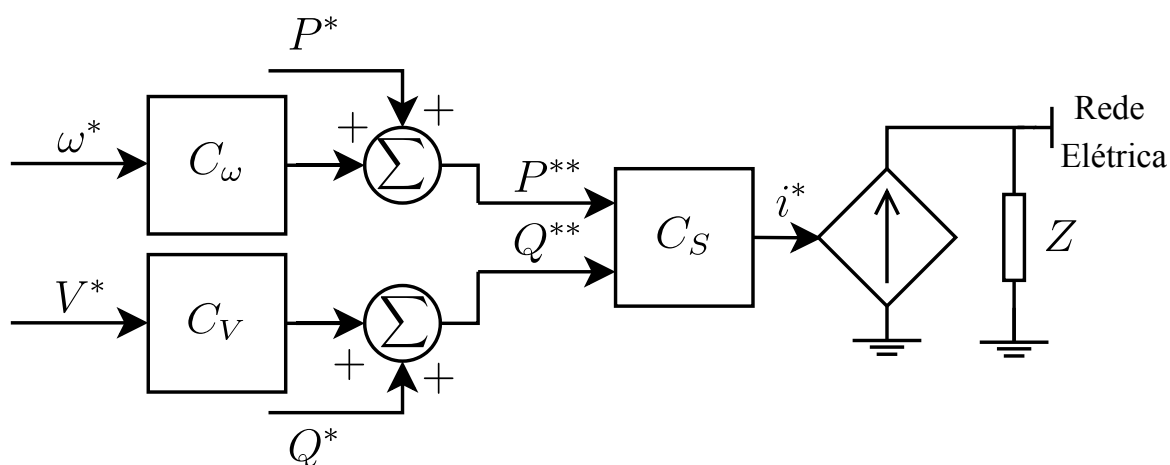 P*
+
+
ω*
C_ω
Σ
P**
Rede
Elétrica
i*
C_S
Z
Q**
V*
C_V
Σ
+
+
Q*